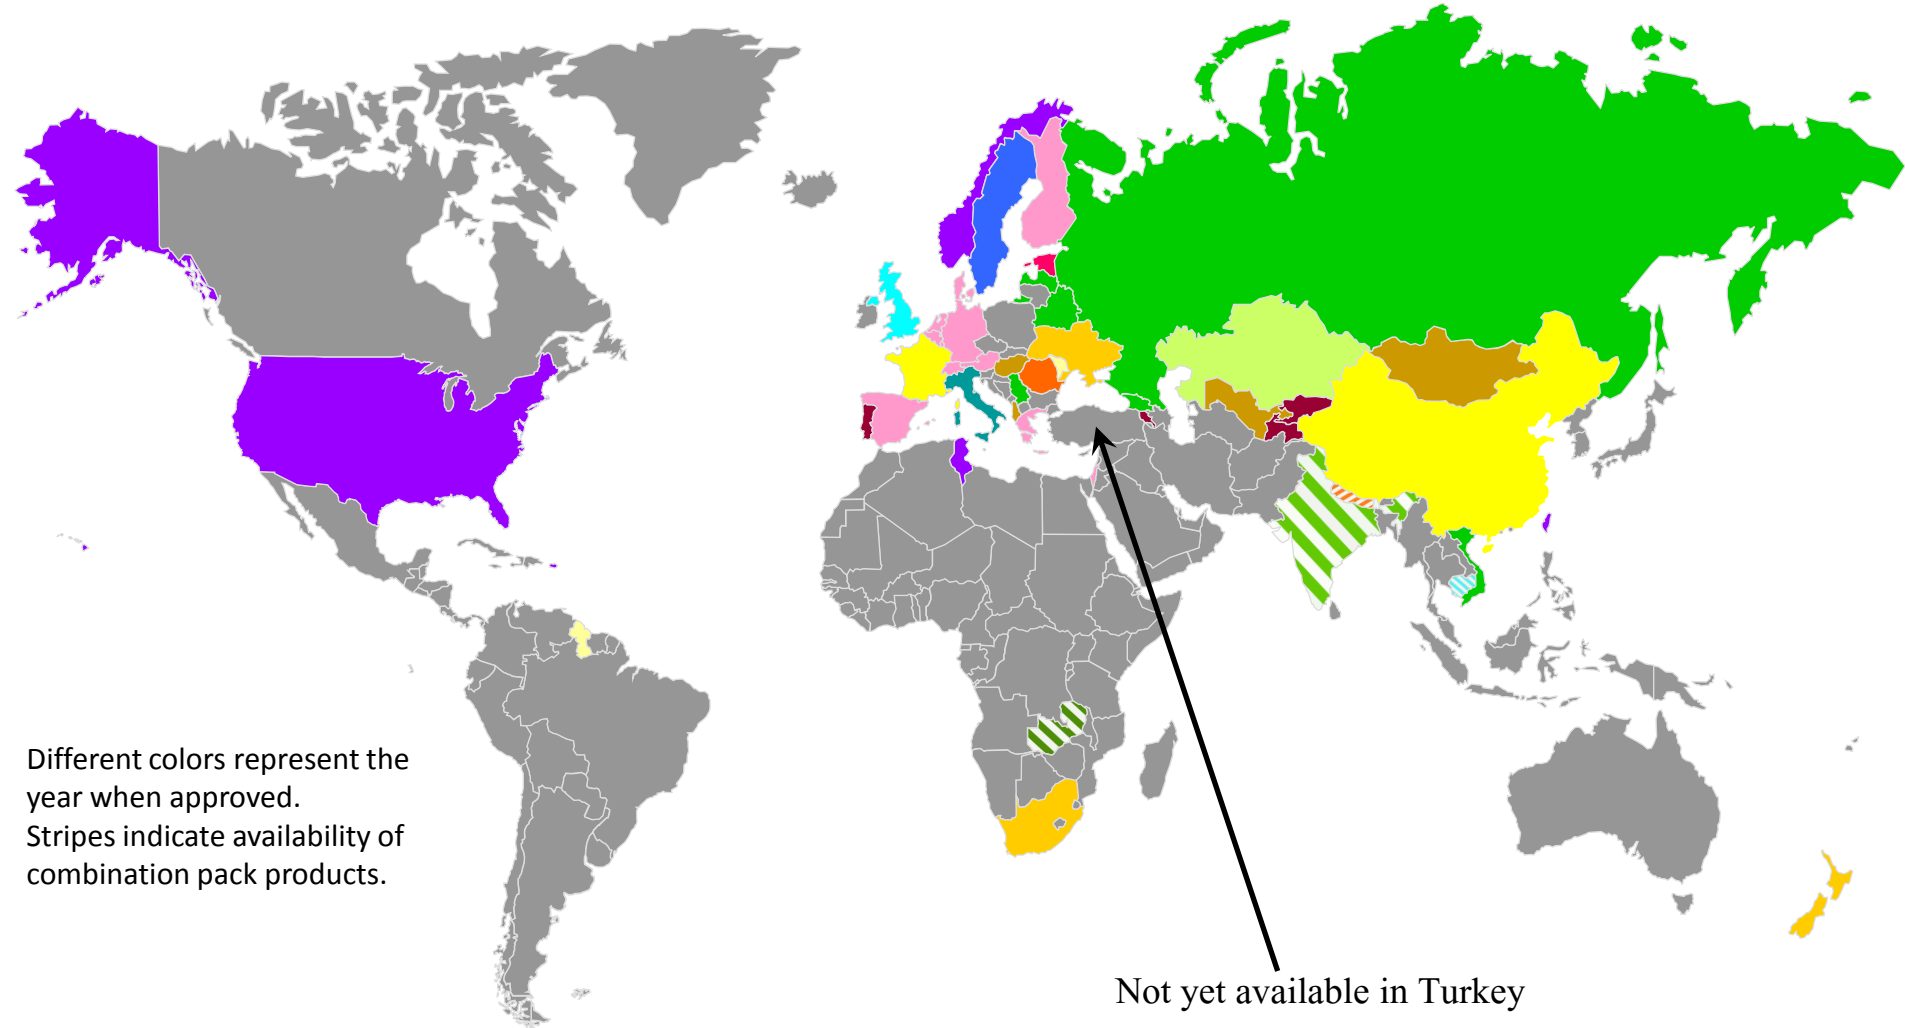 Different colors represent the
year when approved.
Stripes indicate availability of
combination pack products.
Not yet available in Turkey